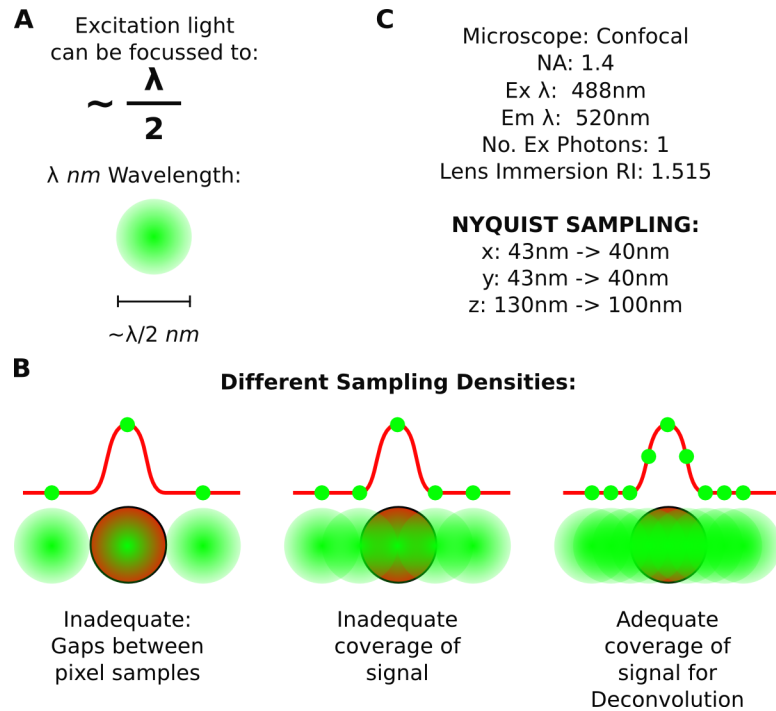 A
Excitation light
can be focussed to:
~ λ
2
λ nm Wavelength:
~λ/2 nm
C
Microscope: Confocal
NA: 1.4
Ex λ: 488nm
Em λ: 520nm
No. Ex Photons: 1
Lens Immersion RI: 1.515
NYQUIST SAMPLING:
x: 43nm -> 40nm
y: 43nm -> 40nm
z: 130nm -> 100nm
B
Different Sampling Densities:
Inadequate:
Gaps between
pixel samples
Inadequate
coverage of
signal
Adequate
coverage of
signal for
Deconvolution